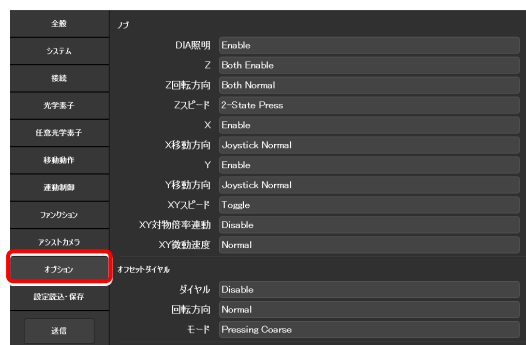 全般
システム
接続
光学素子
任意光学素子
移動動作
連動制御
ファンクション
アシストカメラ
オプション
設定読込・保存
送信
ノブ
DIA照明 Enable
Z Both Enable
Z回転方向 Both Normal
Zスピード 2-State Press
X Enable
X移動方向 Joystick Normal
Y Enable
Y移動方向 Joystick Normal
XYスピード Toggle
XY対物倍率連動 Disable
XY微動速度 Normal
オフセットダイヤル
ダイヤル Disable
回転方向 Normal
モード Pressing Coarse